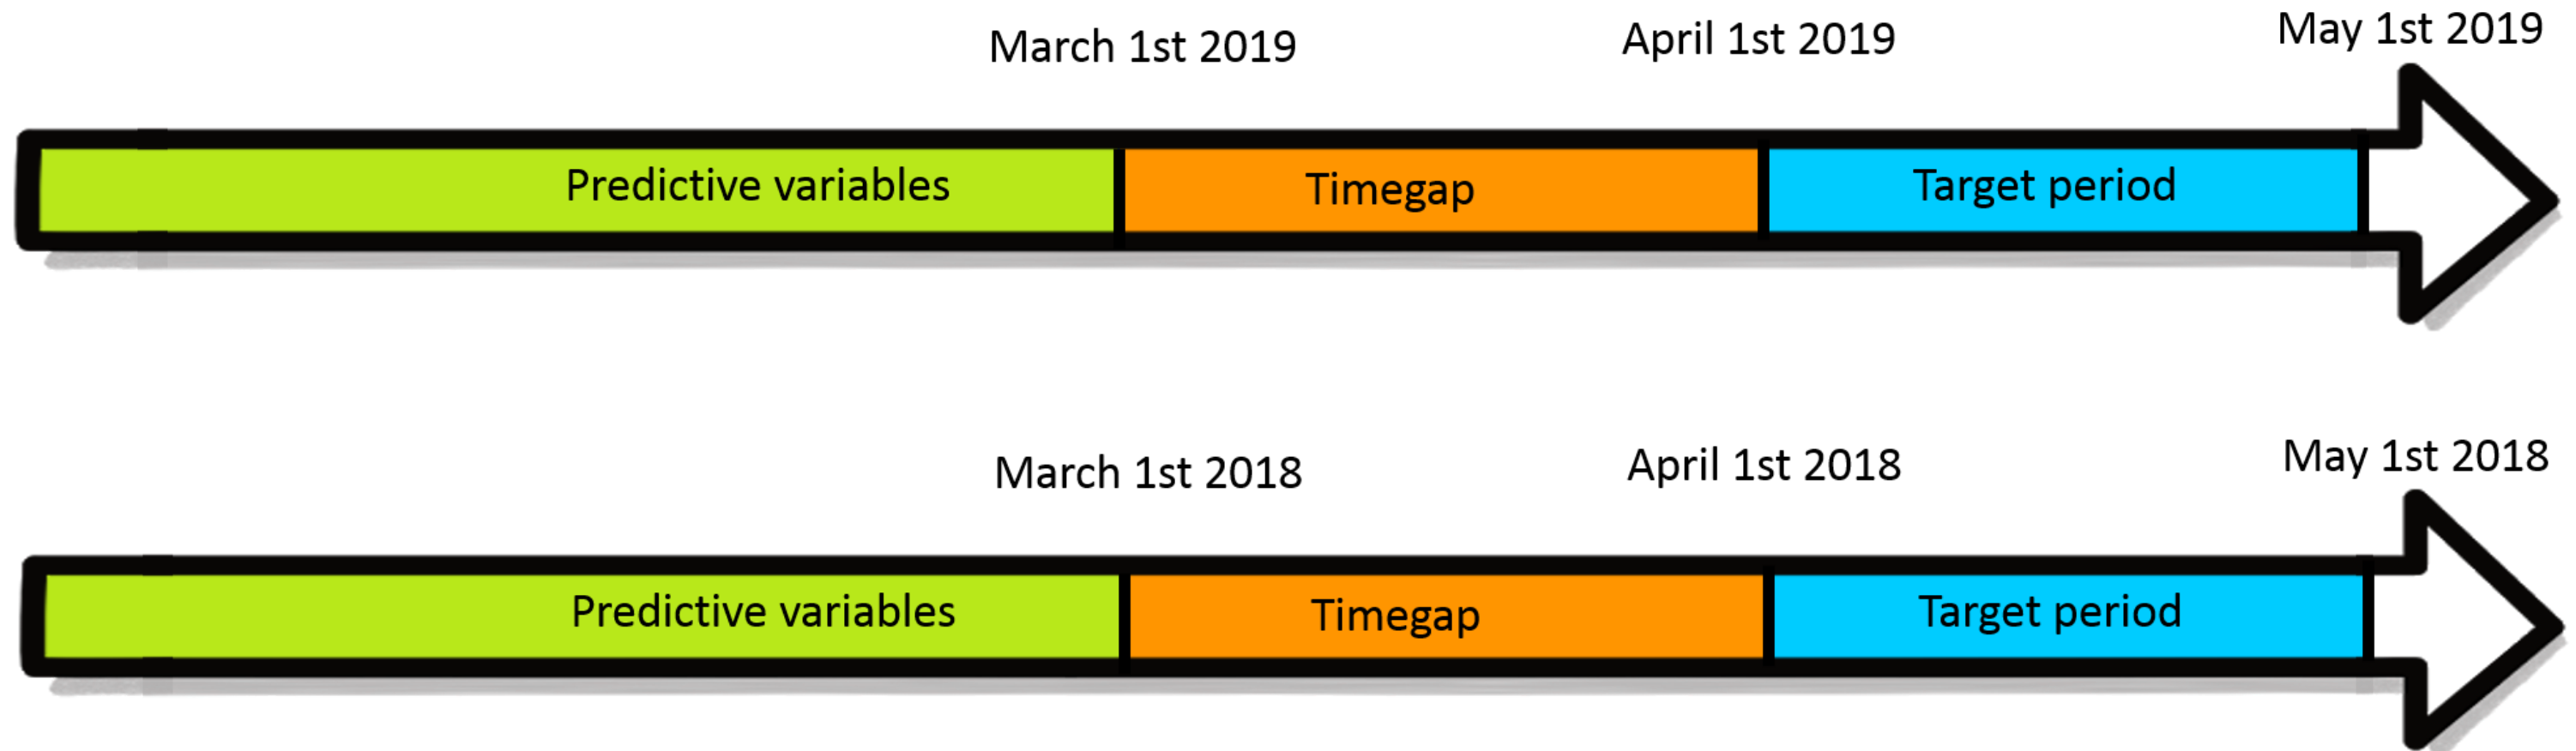 March 1st 2019
April 1st 2019
May 1st 2019
Predictive variables
Timegap
Target period
March 1st 2018
April 1st 2018
May 1st 2018
Predictive variables
Timegap
Target period